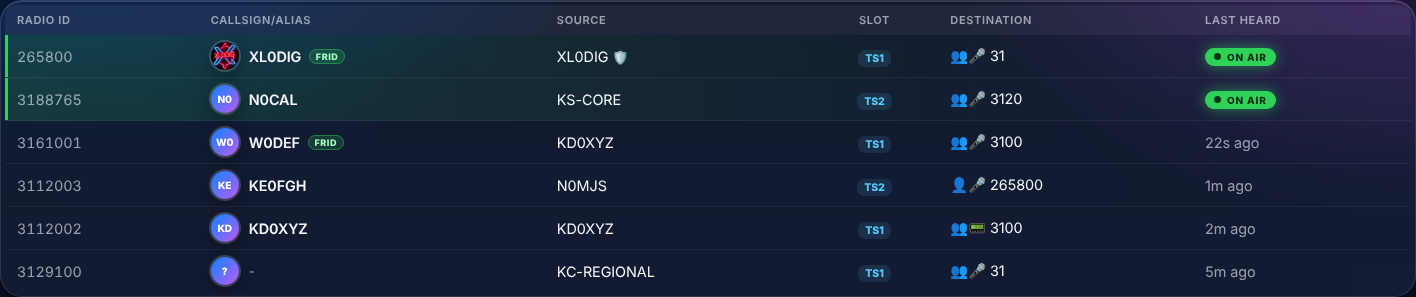 RADIO ID CALLSIGN/ALIAS SOURCE SLOT DESTINATION LAST HEARD
265800 XL0DIG FRID XL0DIG TS1 31 ON AIR
3188765 N0 N0CAL KS-CORE TS2 3120 ON AIR
3161001 W0 W0DEF FRID KD0XYZ TS1 3100 22s ago
3112003 KE KE0FGH N0MJS TS2 265800 1m ago
3112002 KD KD0XYZ KD0XYZ TS1 3100 2m ago
3129100 ? - KC-REGIONAL TS1 31 5m ago